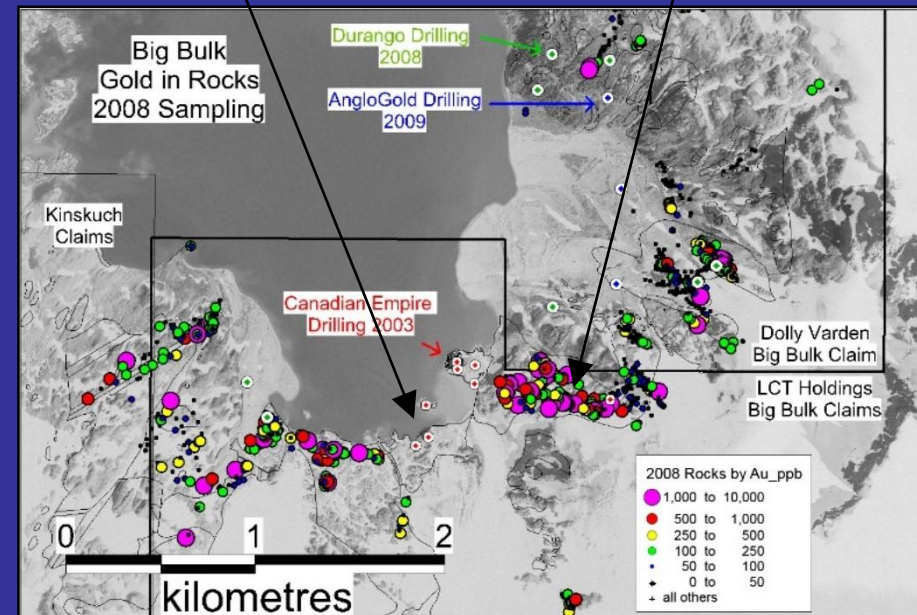 Big Bulk
Gold in Rocks
2008 Sampling
Durango Drilling
2008
AngloGold Drilling
2009
Kinskuch
Claims
Canadian Empire
Drilling 2003
Dolly Varden
Big Bulk Claim
LCT Holdings
Big Bulk Claims
0 1 2
kilometres
2008 Rocks by Au_ppb
1,000 to 10,000
500 to 1,000
250 to 500
100 to 250
50 to 100
0 to 50
all others